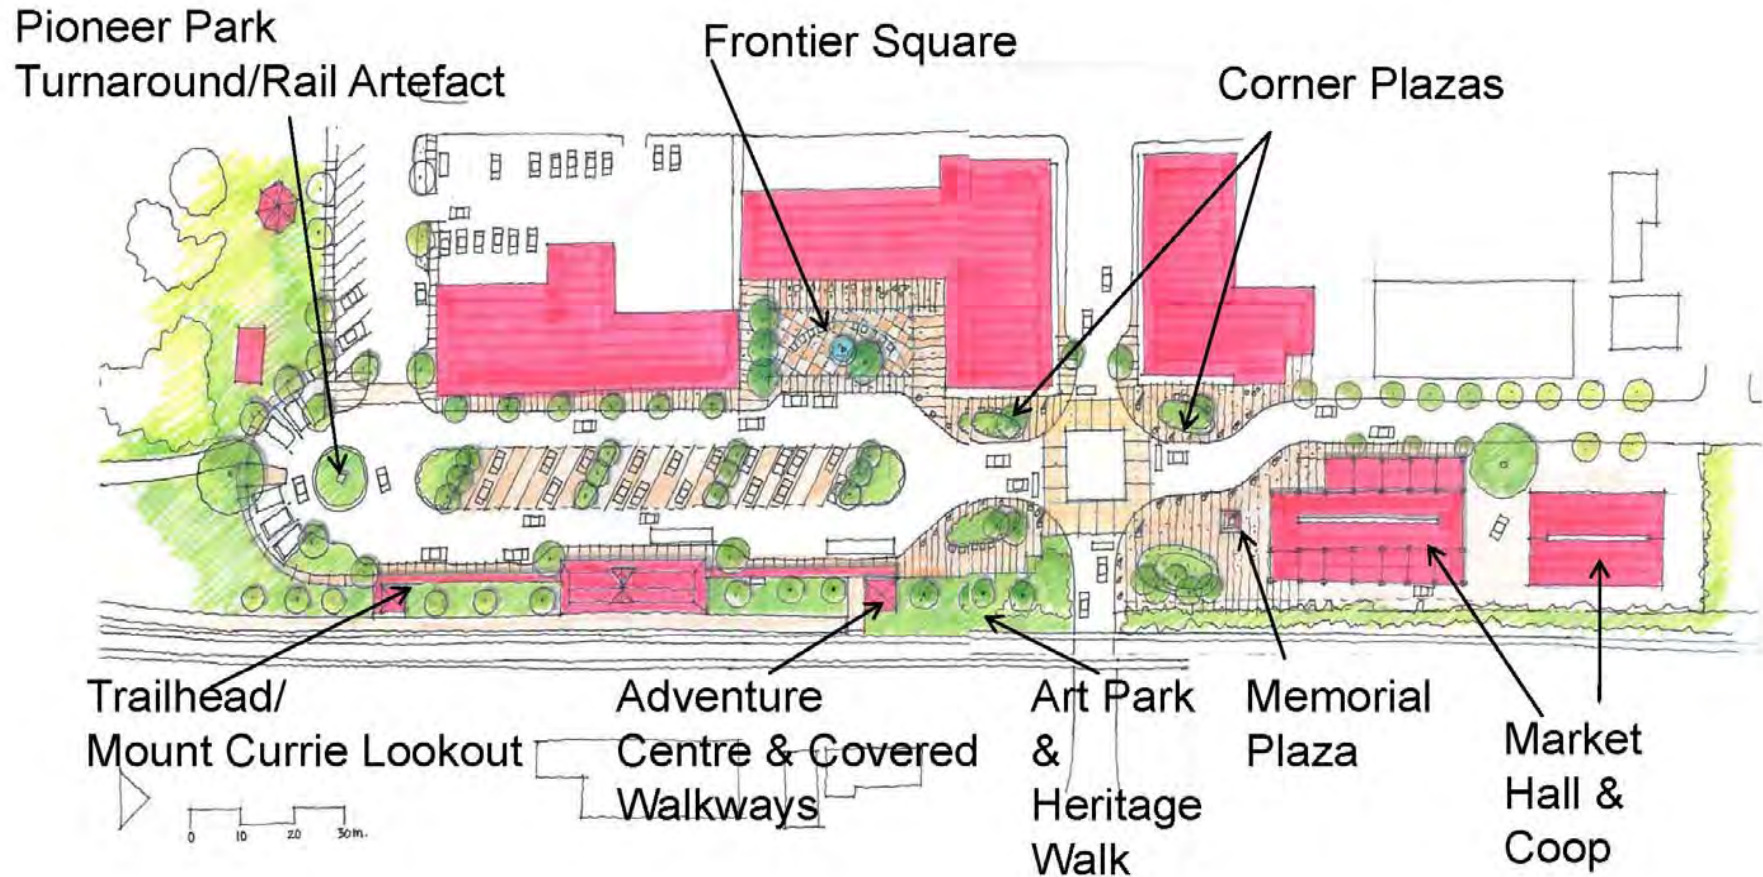 Pioneer Park
Turnaround/Rail Artefact
Frontier Square
Corner Plazas
Trailhead/
Mount Currie Lookout
Adventure
Centre & Covered
Walkways
Art Park
&
Heritage
Walk
Memorial
Plaza
Market
Hall &
Coop
0 10 20 30m.